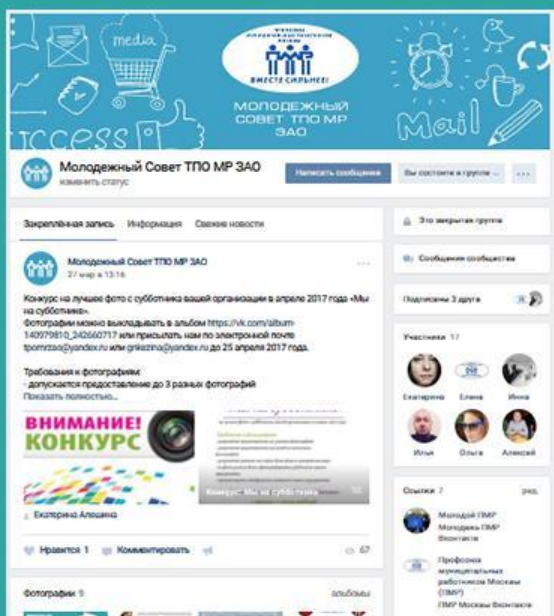 media
ВМЕСТЕ СИЛЬНЕЕ!
МОЛОДЕЖНЫЙ
СОВЕТ ТПО МР
ЗАО
Mail
Молодежный Совет ТПО МР ЗАО
изменить статус
Написать сообщение
Вы состоите в группе
Закреплённая запись Информация Свежие новости
Молодежный Совет ТПО МР ЗАО
27 мар в 13:16
Конкурс на лучшее фото с субботника вашей организации в апреле 2017 года «Мы
на субботнике».
Фотографии можно выкладывать в альбом https://vk.com/album-
140979810_242660717 или присылать нам по электронной почте
tpomrzao@yandex.ru или до 25 апреля 2017 года.
Требования к фотографиям:
- допускается предоставление до 3 разных фотографий
Показать полностью...
ВНИМАНИЕ!
КОНКУРС
Конкурс "Мы на субботнике"
Екатерина Алешина
Нравится 1 Комментировать
67
Фотографии 9 альбомы
Это закрытая группа
Сообщения сообщества
Подписаны 3 друга
Участники 17
Екатерина Елена Инна
Илья Ольга Алексей
Ссылки 7 ред.
Молодой ПМР
Молодежь ПМР
Вконтакте
Профсоюз
муниципальных
работников Москвы
(ПМР)
ПМР Москвы Вконтакте